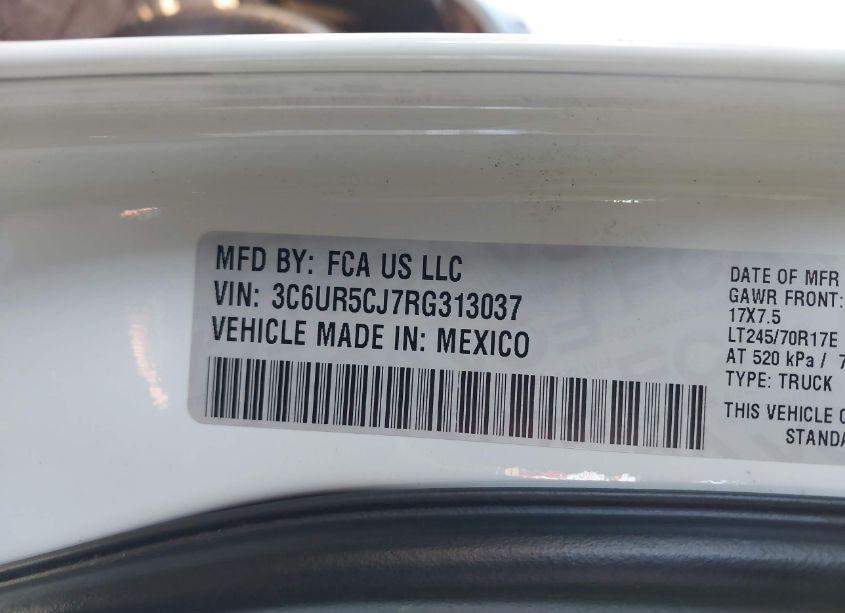 MFD BY: FCA US LLC
VIN: 3C6UR5CJ7RG313037
VEHICLE MADE IN: MEXICO
DATE OF MFR
GAWR FRONT:
17X7.5
LT245/70R17E
AT 520 kPa / 7
TYPE: TRUCK
THIS VEHICLE
STANDA